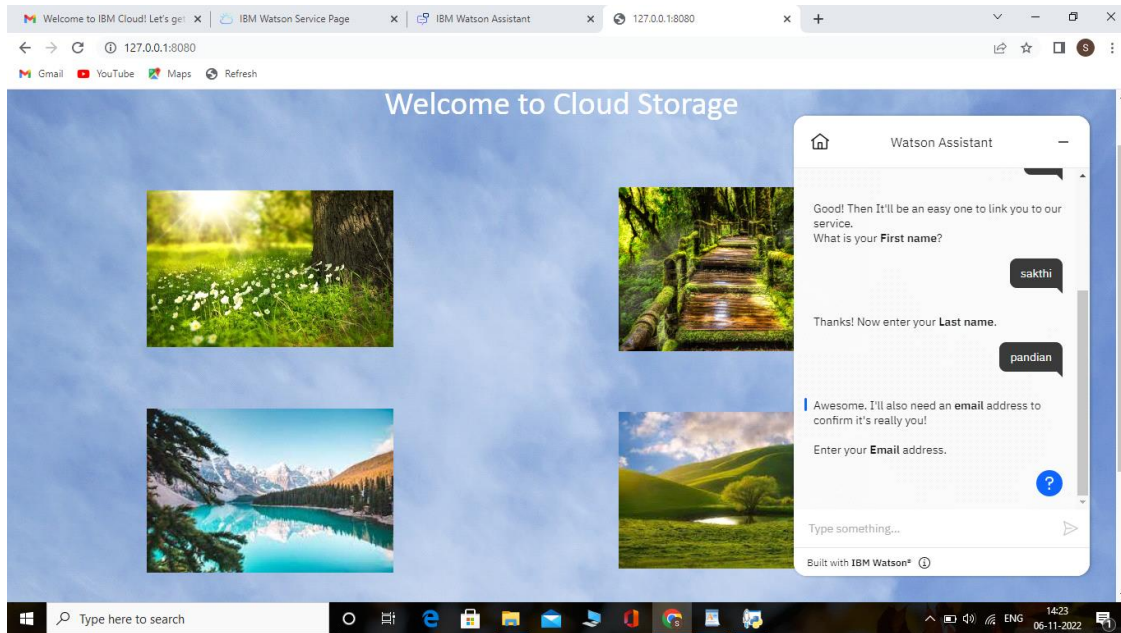 Welcome to IBM Cloud! Let's get
IBM Watson Service Page
IBM Watson Assistant
127.0.0.1:8080
127.0.0.1:8080
S
Gmail
YouTube
Maps
Refresh
Welcome to Cloud Storage
Watson Assistant
Good! Then It'll be an easy one to link you to our
service.
What is your First name?
sakthi
Thanks! Now enter your Last name.
pandian
Awesome. I'll also need an email address to
confirm it's really you!
Enter your Email address.
?
Type something...
Built with IBM Watson®
Type here to search
ENG
14:23
06-11-2022